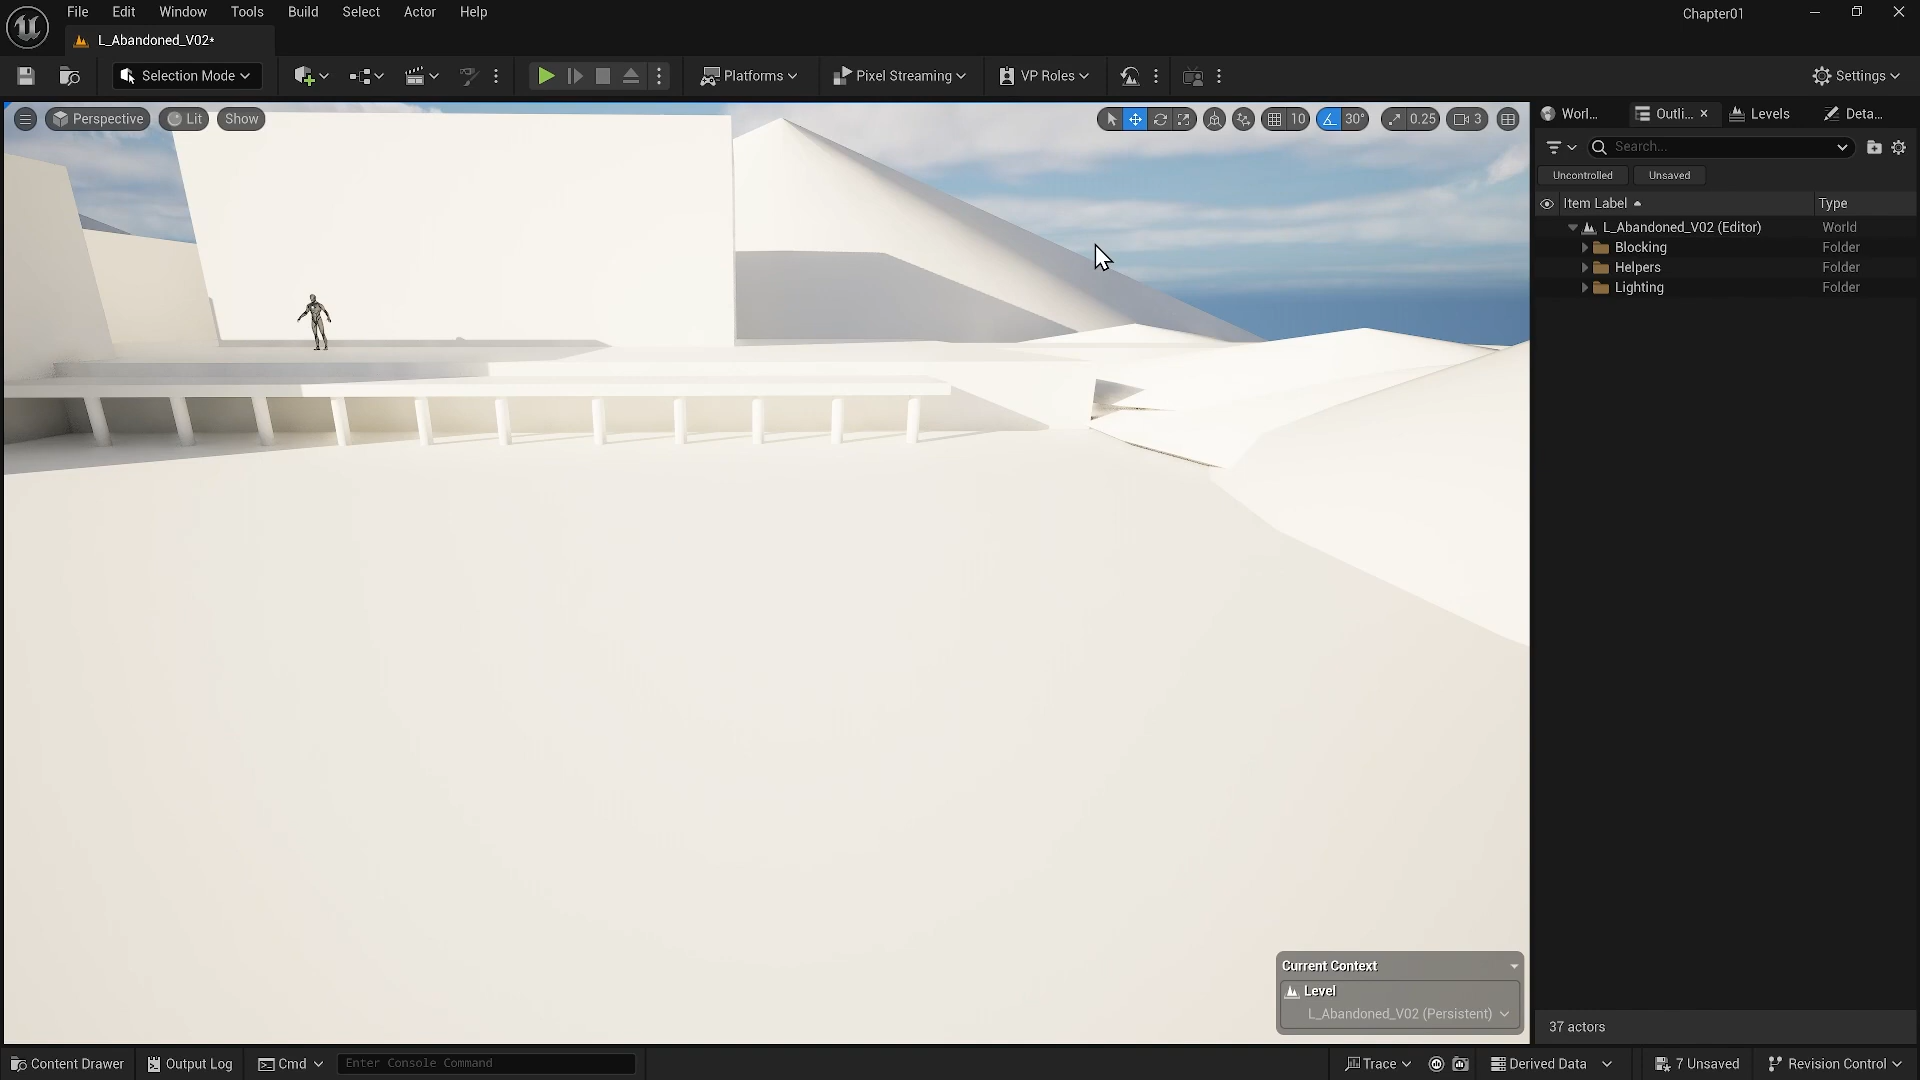 File Edit Window Tools Build Select Actor Help
Chapter01
L_Abandoned_V02*
Selection Mode
Platforms
Pixel Streaming
VP Roles
Settings
Perspective
Lit
Show
10
30°
0.25
3
Worl...
Outli...
Levels
Deta...
Search...
Uncontrolled
Unsaved
Item Label
Type
L_Abandoned_V02 (Editor) World
Blocking Folder
Helpers Folder
Lighting Folder
Current Context
Level
L_Abandoned_V02 (Persistent)
37 actors
Content Drawer
Output Log
Cmd
Enter Console Command
Trace
Derived Data
7 Unsaved
Revision Control